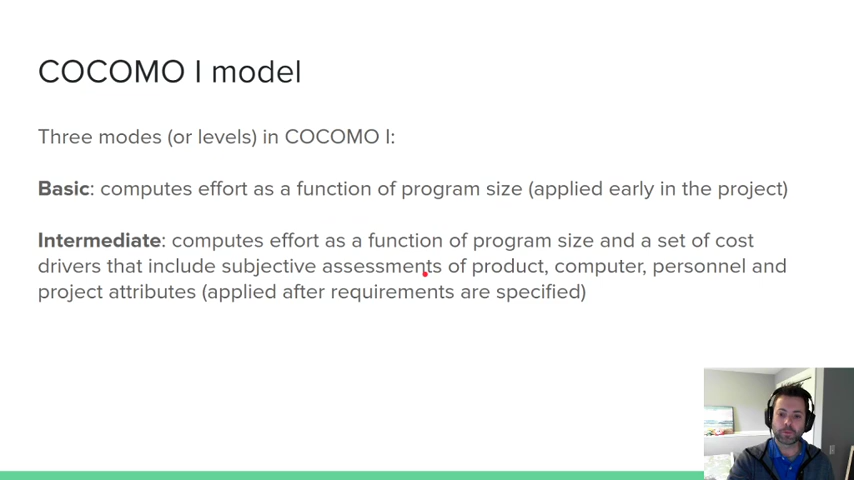 COCOMO I model
Three modes (or levels) in COCOMO I:
Basic: computes effort as a function of program size (applied early in the project)
Intermediate: computes effort as a function of program size and a set of cost
drivers that include subjective assessments of product, computer, personnel and
project attributes (applied after requirements are specified)